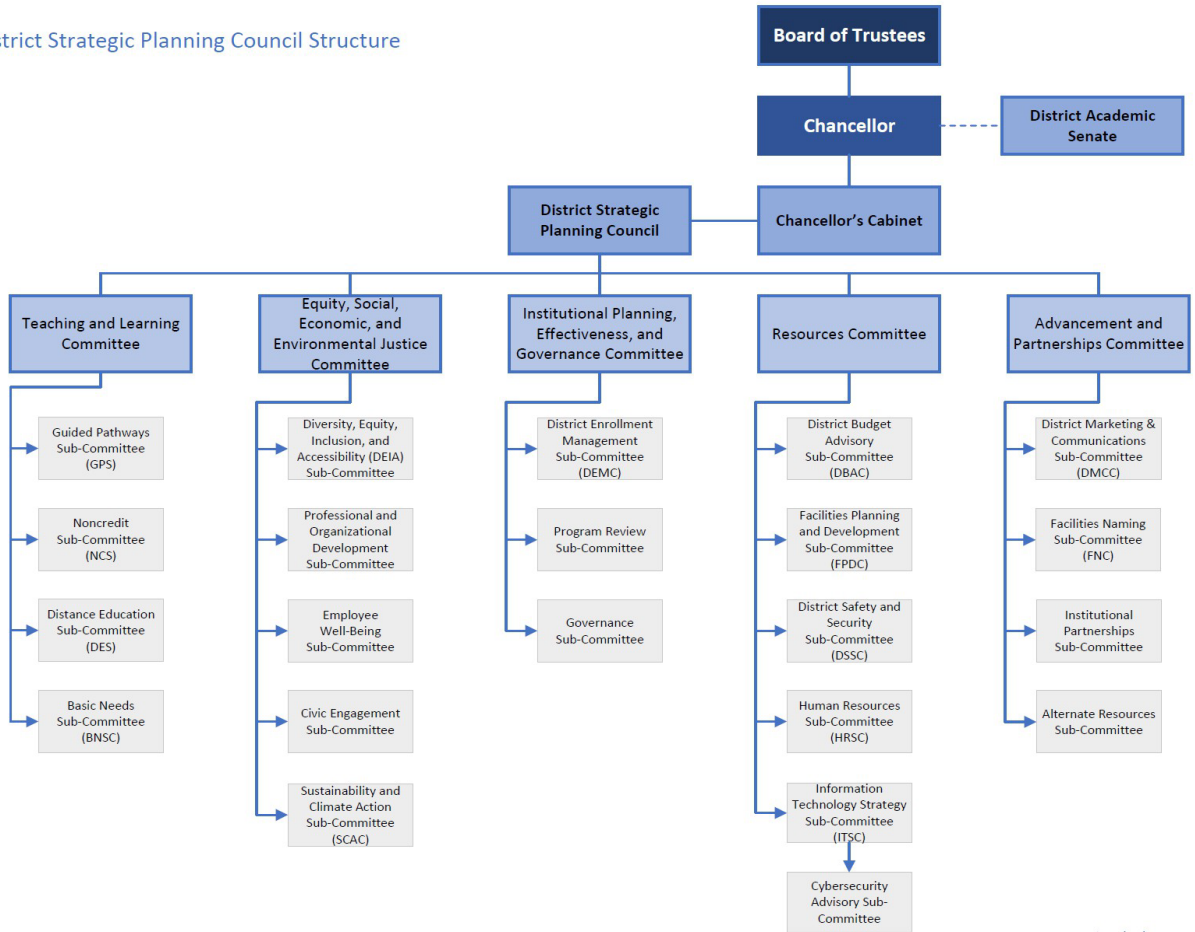 strict Strategic Planning Council Structure
Board of Trustees
Chancellor
District Academic
Senate
District Strategic
Planning Council
Chancellor's Cabinet
Teaching and Learning
Committee
Equity, Social,
Economic, and
Environmental Justice
Committee
Institutional Planning,
Effectiveness, and
Governance Committee
Resources Committee
Advancement and
Partnerships Committee
Guided Pathways
Sub-Committee
(GPS)
Noncredit
Sub-Committee
(NCS)
Distance Education
Sub-Committee
(DES)
Basic Needs
Sub-Committee
(BNSC)
Diversity, Equity,
Inclusion, and
Accessibility (DEIA)
Sub-Committee
Professional and
Organizational
Development
Sub-Committee
Employee
Well-Being
Sub-Committee
Civic Engagement
Sub-Committee
Sustainability and
Climate Action
Sub-Committee
(SCAC)
District Enrollment
Management
Sub-Committee
(DEMC)
Program Review
Sub-Committee
Governance
Sub-Committee
District Budget
Advisory
Sub-Committee
(DBAC)
Facilities Planning
and Development
Sub-Committee
(FPDC)
District Safety and
Security
Sub-Committee
(DSSC)
Human Resources
Sub-Committee
(HRSC)
Information
Technology Strategy
Sub-Committee
(ITSC)
Cybersecurity
Advisory Sub-
Committee
District Marketing &
Communications
Sub-Committee
(DMCC)
Facilities Naming
Sub-Committee
(FNC)
Institutional
Partnerships
Sub-Committee
Alternate Resources
Sub-Committee